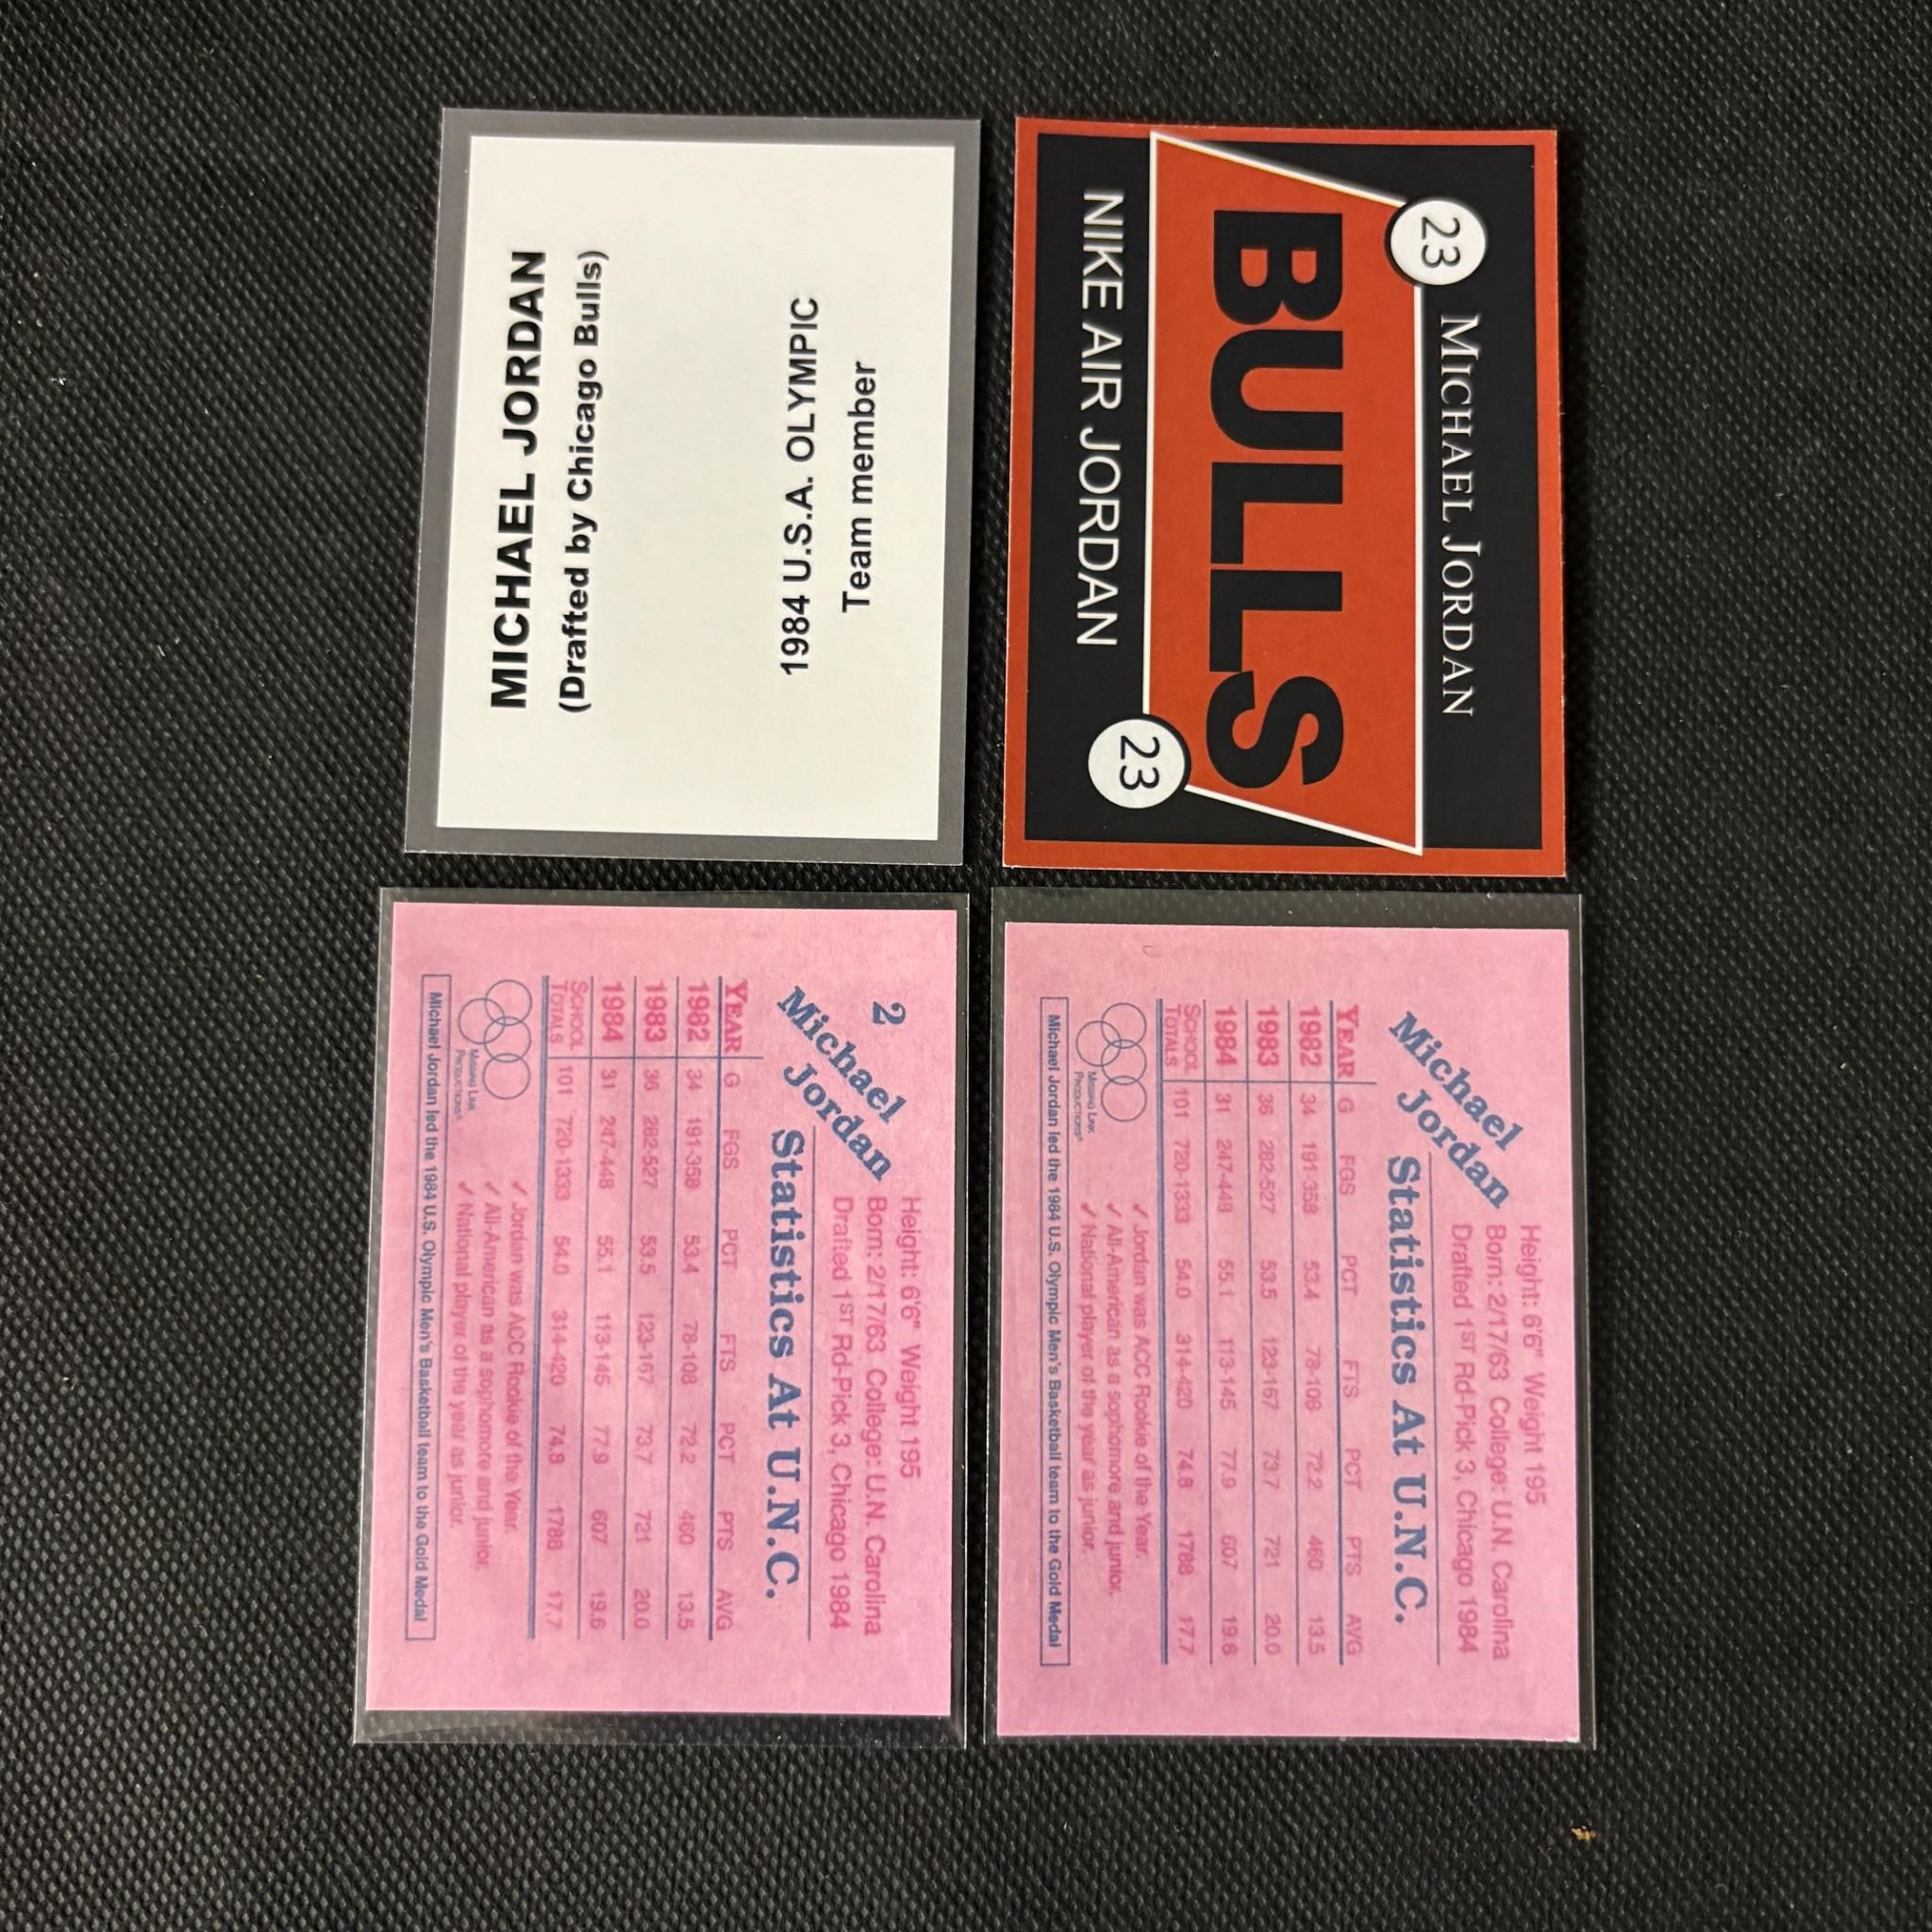 MICHAEL JORDAN
(Drafted by Chicago Bulls)
1984 U.S.A. OLYMPIC
Team member
23 MICHAEL JORDAN
BULLS
NIKE AIR JORDAN 23
2
Michael
Jordan
Height: 6'6" Weight 195
Born: 2/17/63 College: U.N. Carolina
Drafted 1ST Rd-Pick 3, Chicago 1984
Statistics At U.N.C.
YEAR G FGS PCT FTS PCT PTS AVG
1982 34 191-358 53.4 78-108 72.2 460 13.5
1983 36 282-527 53.5 123-167 73.7 721 20.0
1984 31 247-448 55.1 113-145 77.9 607 19.6
SCHOOL
TOTALS 101 720-1333 54.0 314-420 74.8 1788 17.7
✓ Jordan was ACC Rookie of the Year.
✓ All-American as a sophomore and junior.
✓ National player of the year as junior.
MISSING LINK
PRODUCTIONS®
Michael Jordan led the 1984 U.S. Olympic Men's Basketball team to the Gold Medal
Michael
Jordan
Height: 6'6" Weight 195
Born: 2/17/63 College: U.N. Carolina
Drafted 1ST Rd-Pick 3, Chicago 1984
Statistics At U.N.C.
YEAR G FGS PCT FTS PCT PTS AVG
1982 34 191-358 53.4 78-108 72.2 460 13.5
1983 36 282-527 53.5 123-167 73.7 721 20.0
1984 31 247-448 55.1 113-145 77.9 607 19.6
SCHOOL
TOTALS 101 720-1333 54.0 314-420 74.8 1788 17.7
✓ Jordan was ACC Rookie of the Year.
✓ All-American as a sophomore and junior.
✓ National player of the year as junior.
MISSING LINK
PRODUCTIONS®
Michael Jordan led the 1984 U.S. Olympic Men's Basketball team to the Gold Medal